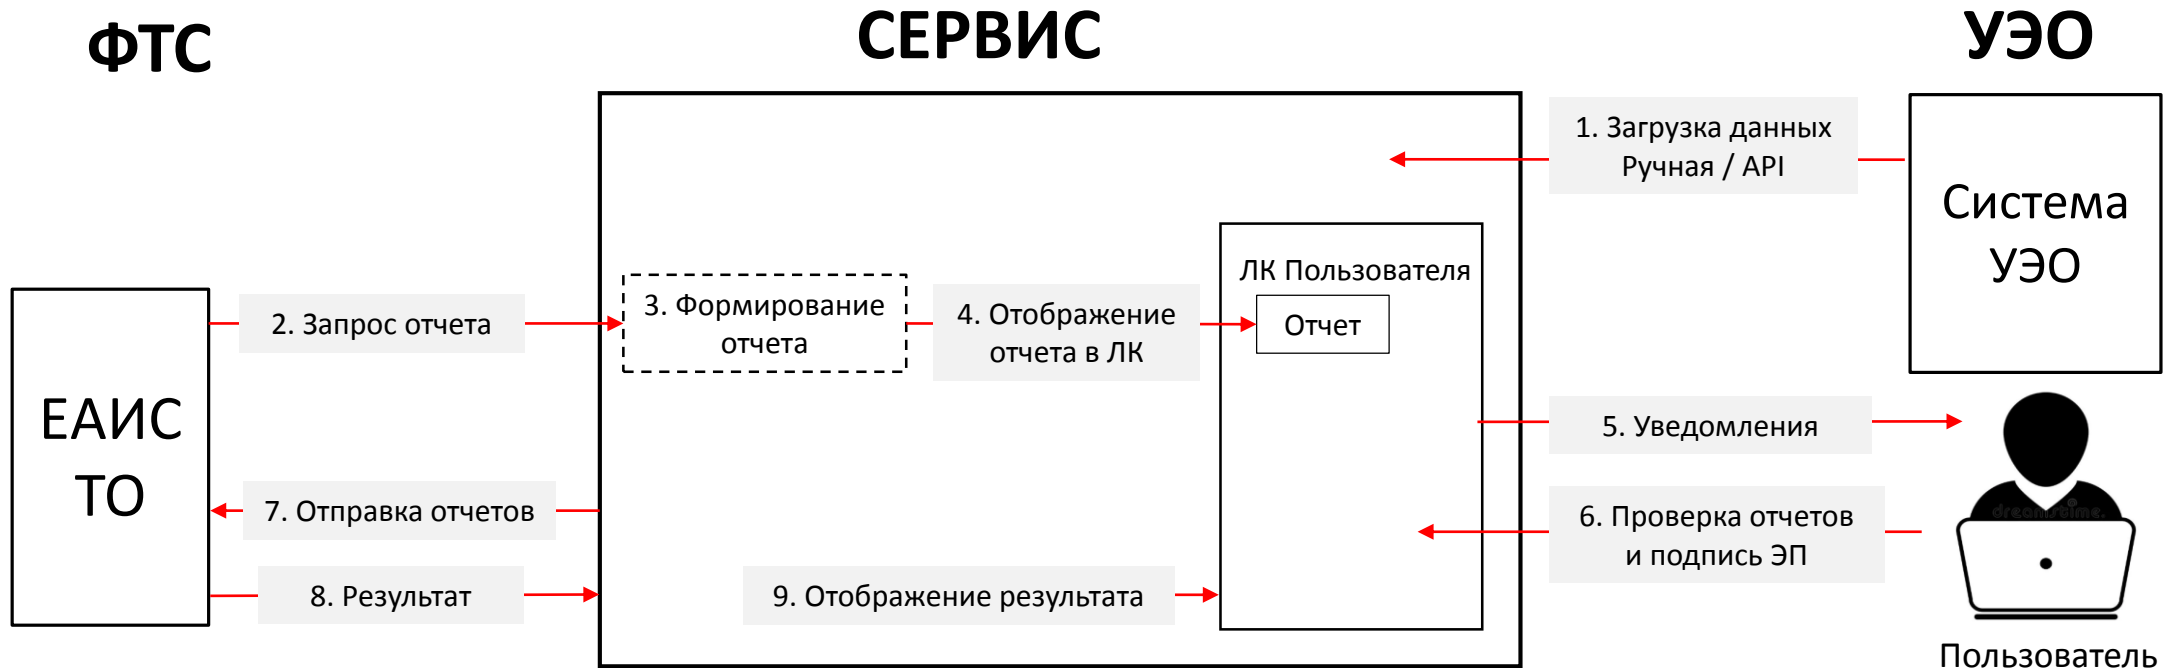 ФТС
СЕРВИС
УЭО
1. Загрузка данных
Ручная / API
Система
УЭО
ЛК Пользователя
Отчет
2. Запрос отчета
3. Формирование
отчета
4. Отображение
отчета в ЛК
ЕАИС
ТО
5. Уведомления
6. Проверка отчетов
и подпись ЭП
7. Отправка отчетов
8. Результат
9. Отображение результата
dreamstime.
Пользователь